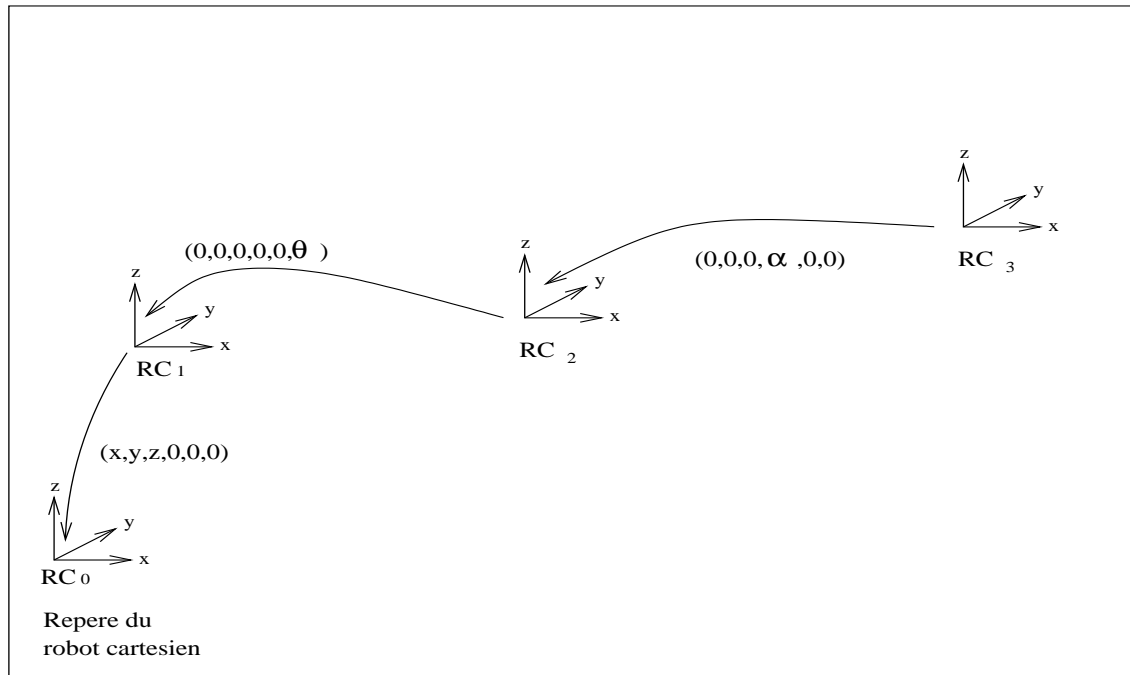 z
y
x
RC 3
(0,0,0,α ,0,0)
z
y
x
RC 2
(0,0,0,0,0,θ )
z
y
x
RC 1
(x,y,z,0,0,0)
z
y
x
RC 0
Repere du
robot cartesien